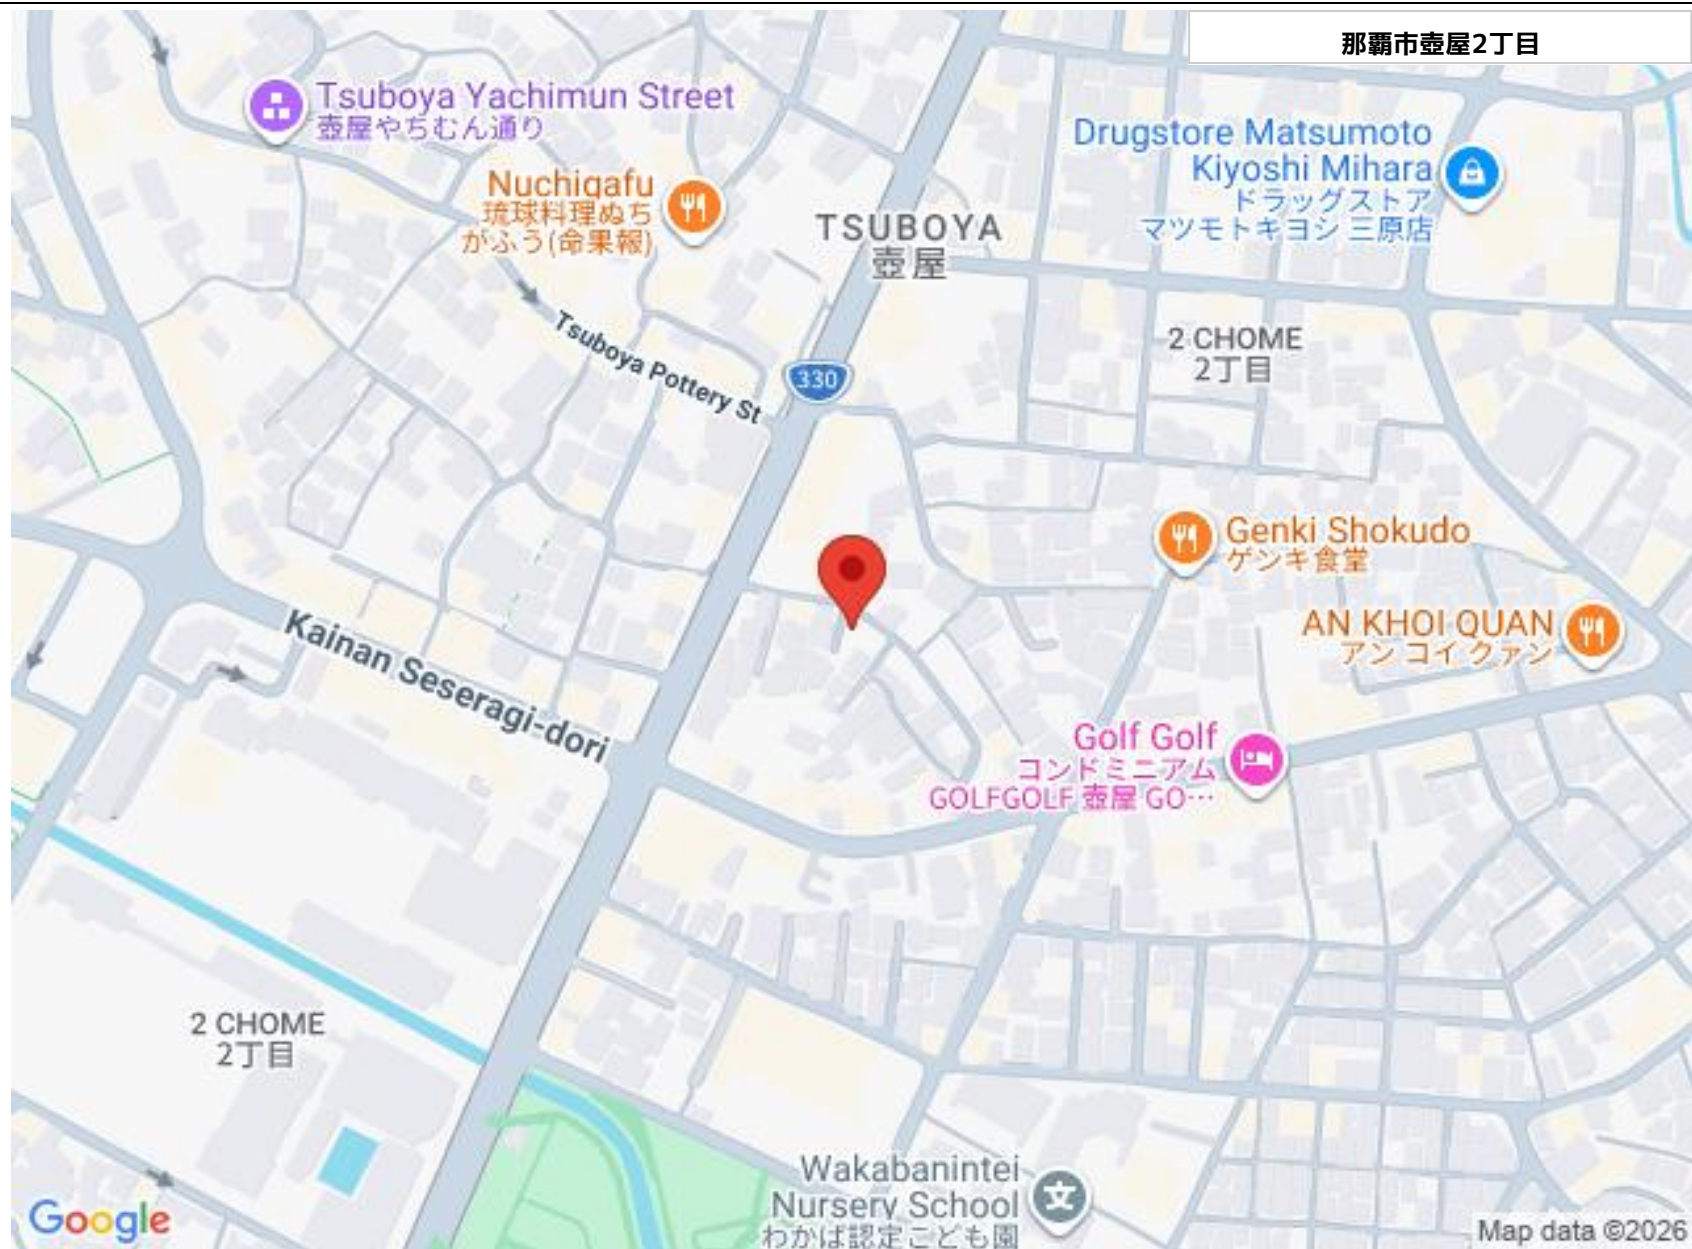 那覇市壺屋2丁目
Tsuboya Yachimun Street
壺屋やちむん通り
Drugstore Matsumoto
Kiyoshi Mihara
ドラッグストア
マツモトキヨシ 三原店
Nuchigafu
琉球料理ぬち
がふう(命果報)
TSUBOYA
壺屋
Tsuboya Pottery St
330
2 CHOME
2丁目
Genki Shokudo
ゲンキ食堂
AN KHOI QUAN
アン コイ クァン
Kainan Seseragi-dori
Golf Golf
コンドミニアム
GOLFGOLF 壺屋 GO…
2 CHOME
2丁目
Wakabanintei
Nursery School
わかば認定こども園
Google
Map data ©2026